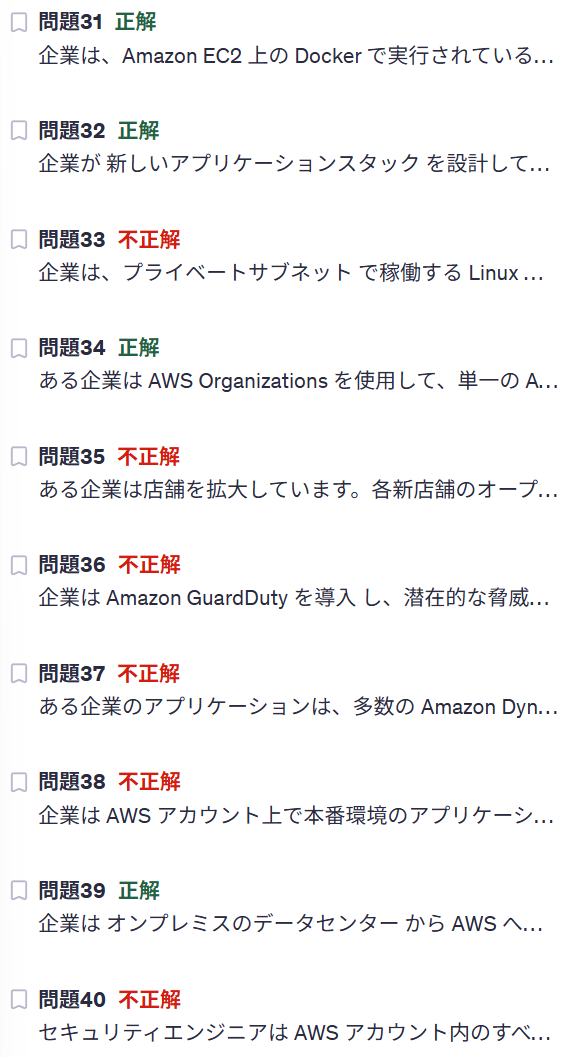 問題31 正解
企業は、Amazon EC2 上の Docker で実行されている...
問題32 正解
企業が 新しいアプリケーションスタック を設計して...
問題33 不正解
企業は、プライベートサブネット で稼働する Linux ...
問題34 正解
ある企業は AWS Organizations を使用して、単一の A...
問題35 不正解
ある企業は店舗を拡大しています。各新店舗のオープ...
問題36 不正解
企業は Amazon GuardDuty を導入 し、潜在的な脅威...
問題37 不正解
ある企業のアプリケーションは、多数の Amazon Dyn...
問題38 不正解
企業は AWS アカウント上で本番環境のアプリケーシ...
問題39 正解
企業は オンプレミスのデータセンター から AWS へ...
問題40 不正解
セキュリティエンジニアは AWS アカウント内のすべ...